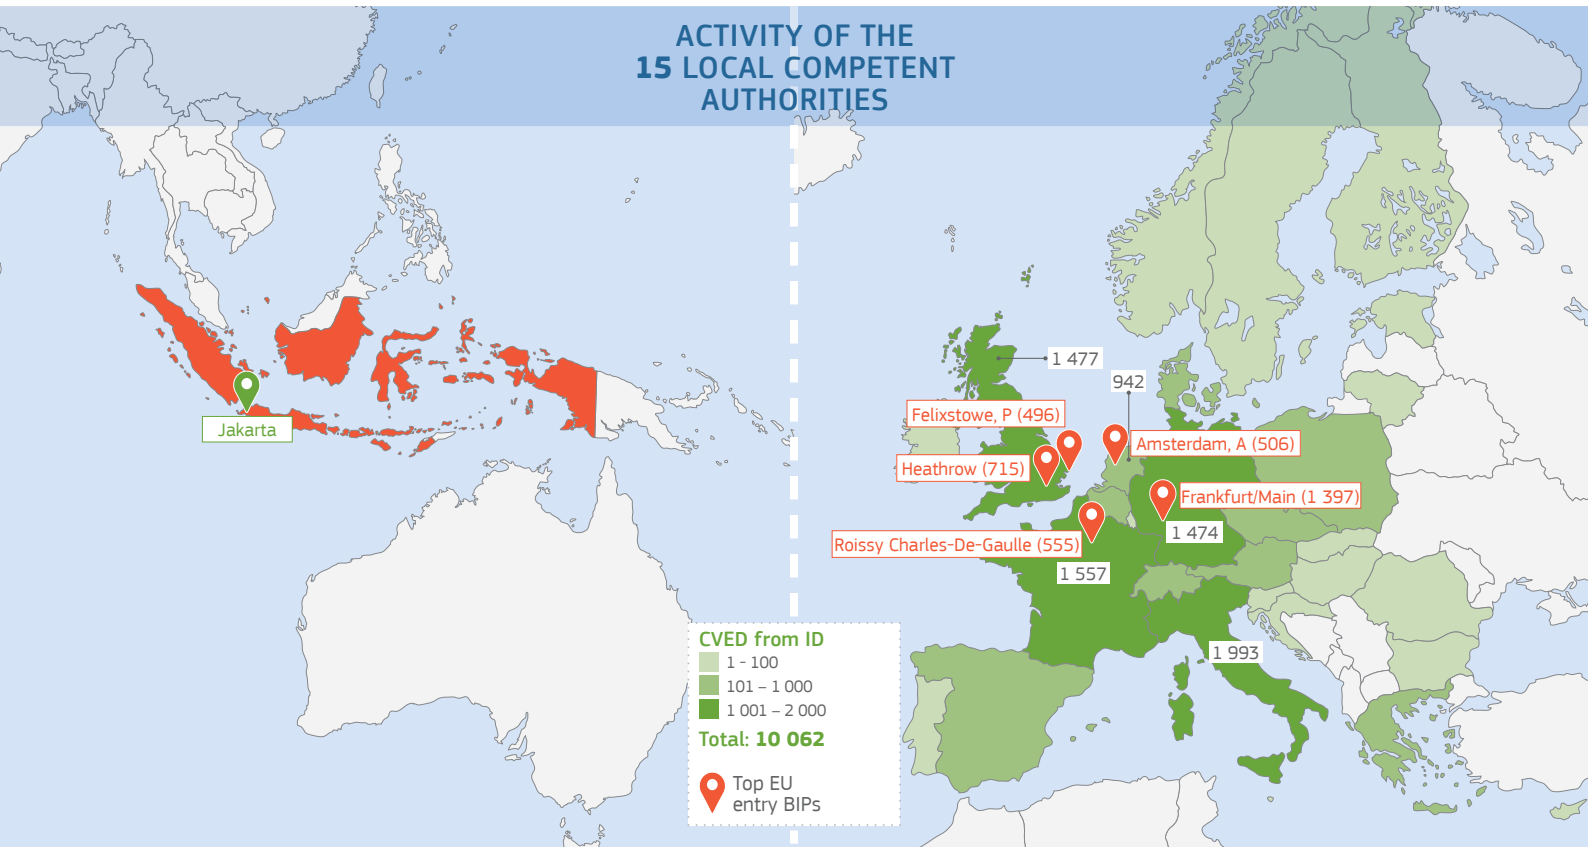 ACTIVITY OF THE
15 LOCAL COMPETENT
AUTHORITIES
1 477
942
Felixstowe, P (496)
Amsterdam, A (506)
Jakarta
Heathrow (715)
Frankfurt/Main (1 397)
1 474
Roissy Charles-De-Gaulle (555)
1 557
1 993
CVED from ID
1 - 100
101 – 1 000
1 001 – 2 000
Total: 10 062
Top EU
entry BIPs